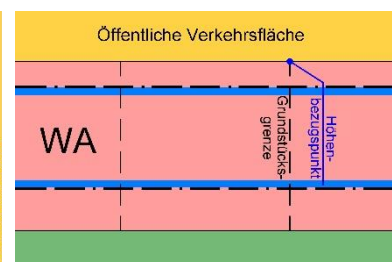 Öffentliche Verkehrsfläche
WA
Grundstücks-
grenze
Höhen-
bezugspunkt